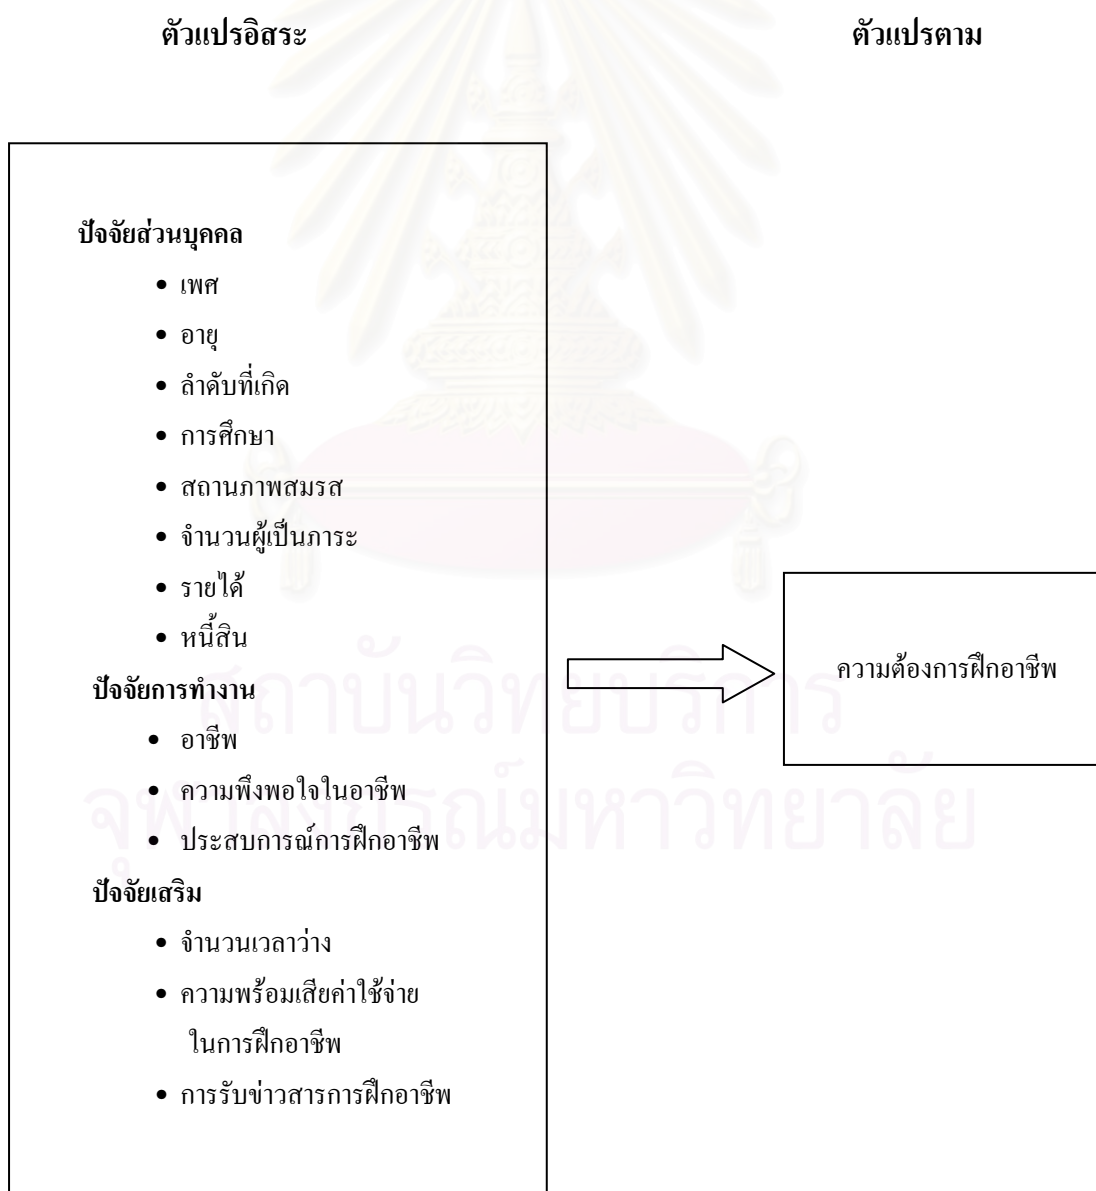 ตัวแปรอิสระ
ตัวแปรตาม
ปัจจัยส่วนบุคคล
• เพศ
• อายุ
• ลำดับที่เกิด
• การศึกษา
• สถานภาพสมรส
• จำนวนผู้เป็นภาระ
• รายได้
• หนี้สิน
ปัจจัยการทำงาน
• อาชีพ
• ความพึงพอใจในอาชีพ
• ประสบการณ์การฝึกอาชีพ
ปัจจัยเสริม
• จำนวนเวลาว่าง
• ความพร้อมเสียค่าใช้จ่าย
ในการฝึกอาชีพ
• การรับข่าวสารการฝึกอาชีพ
ความต้องการฝึกอาชีพ
สถาบันวิทยบริการ
จุฬาลงกรณ์มหาวิทยาลัย